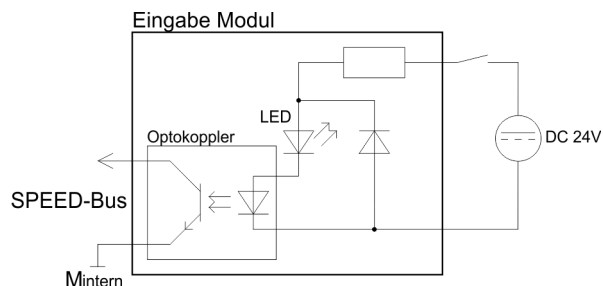 Eingabe Modul
LED
Optokoppler
DC 24V
SPEED-Bus
Mintern